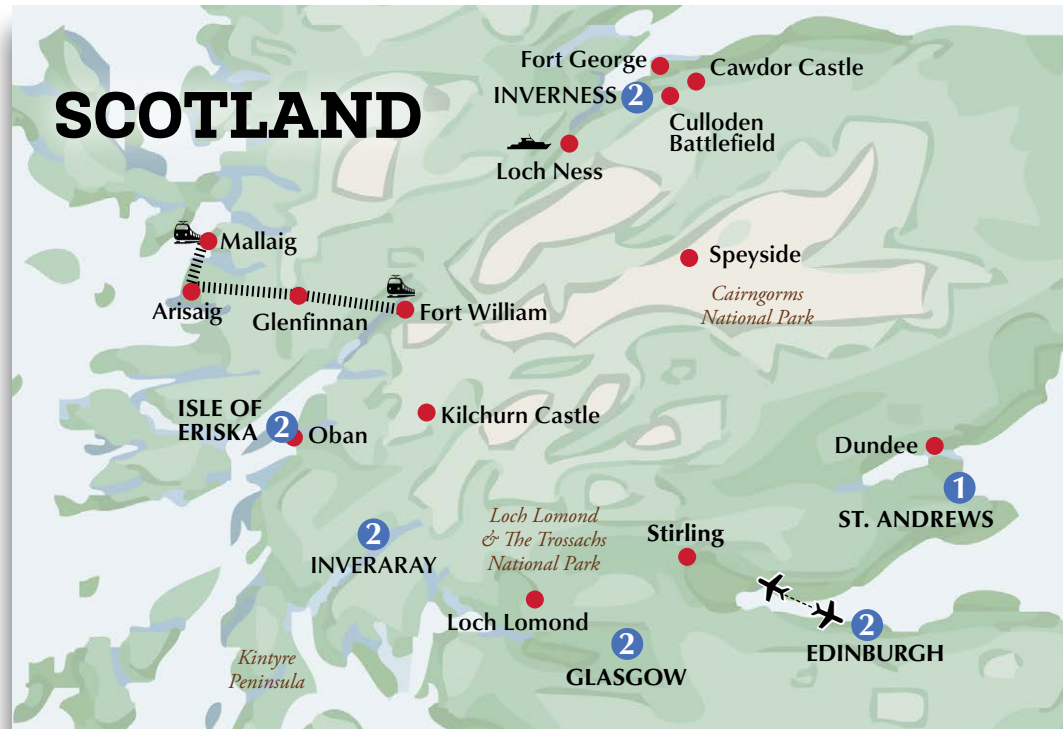 SCOTLAND
Fort George
Cawdor Castle
INVERNESS 2
Culloden
Battlefield
Loch Ness
Mallaig
Speyside
Cairngorms
National Park
Arisaig
Glenfinnan
Fort William
ISLE OF
ERISKA 2
Oban
Kilchurn Castle
Dundee
1
ST. ANDREWS
2
INVERARAY
Loch Lomond
& The Trossachs
National Park
Stirling
Loch Lomond
2
GLASGOW
2
EDINBURGH
Kintyre
Peninsula